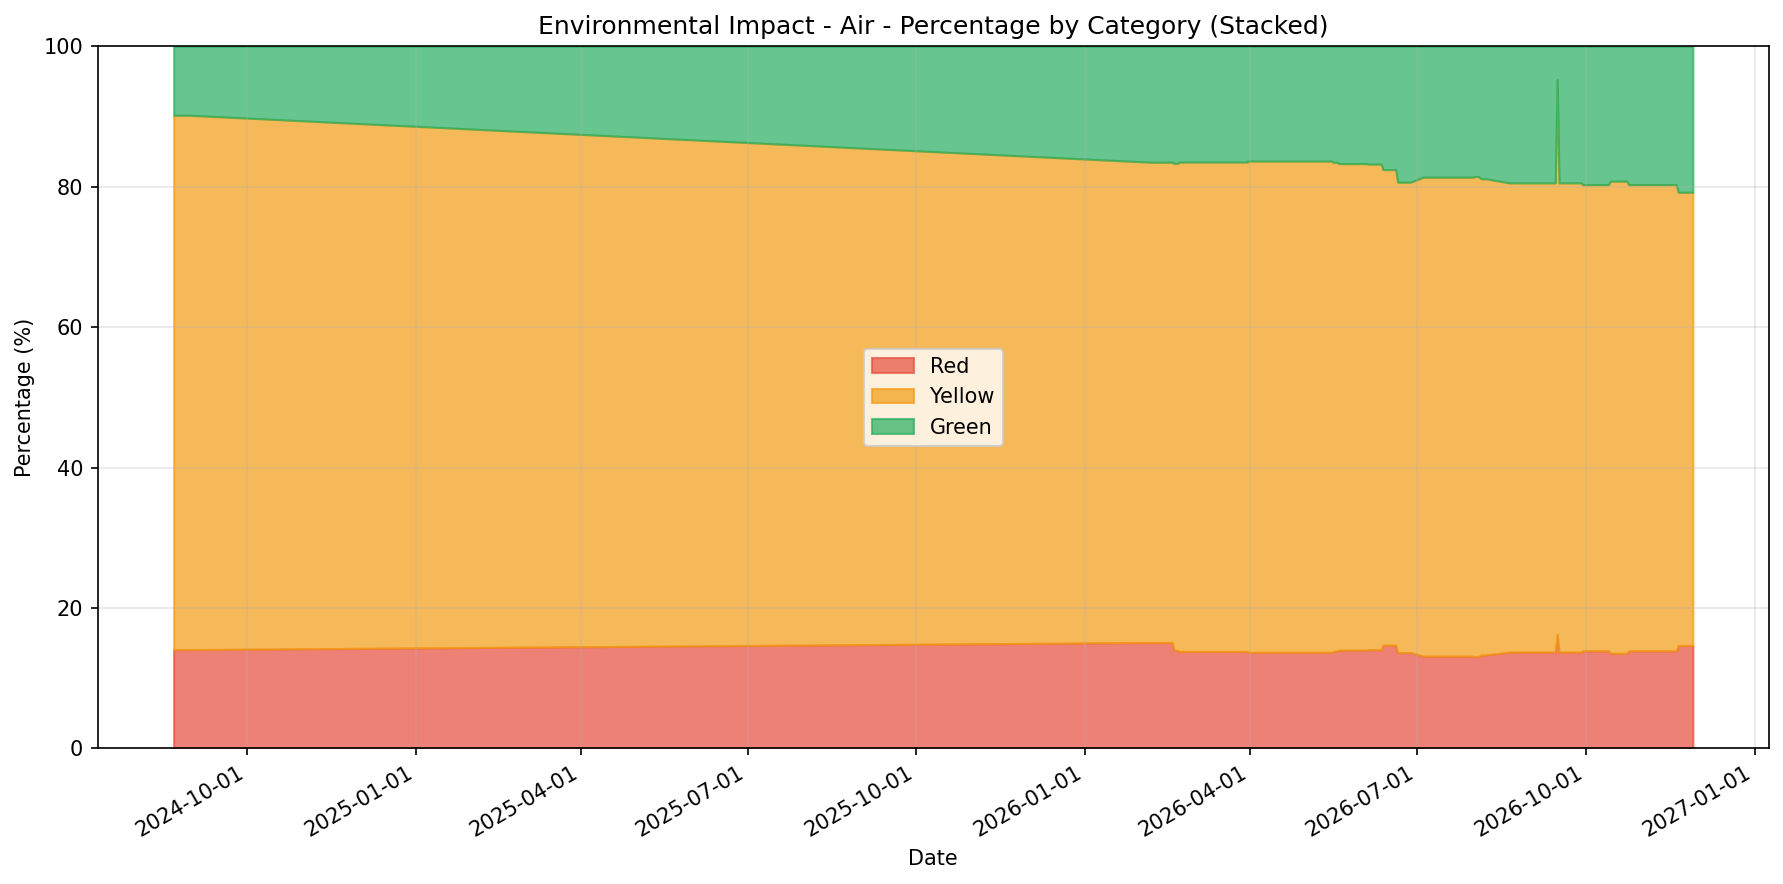 Environmental Impact - Air - Percentage by Category (Stacked)
Percentage (%)
100
80
60
40
20
0
Red
Yellow
Green
2024-10-01
2025-01-01
2025-04-01
2025-07-01
2025-10-01
2026-01-01
2026-04-01
2026-07-01
2026-10-01
2027-01-01
Date